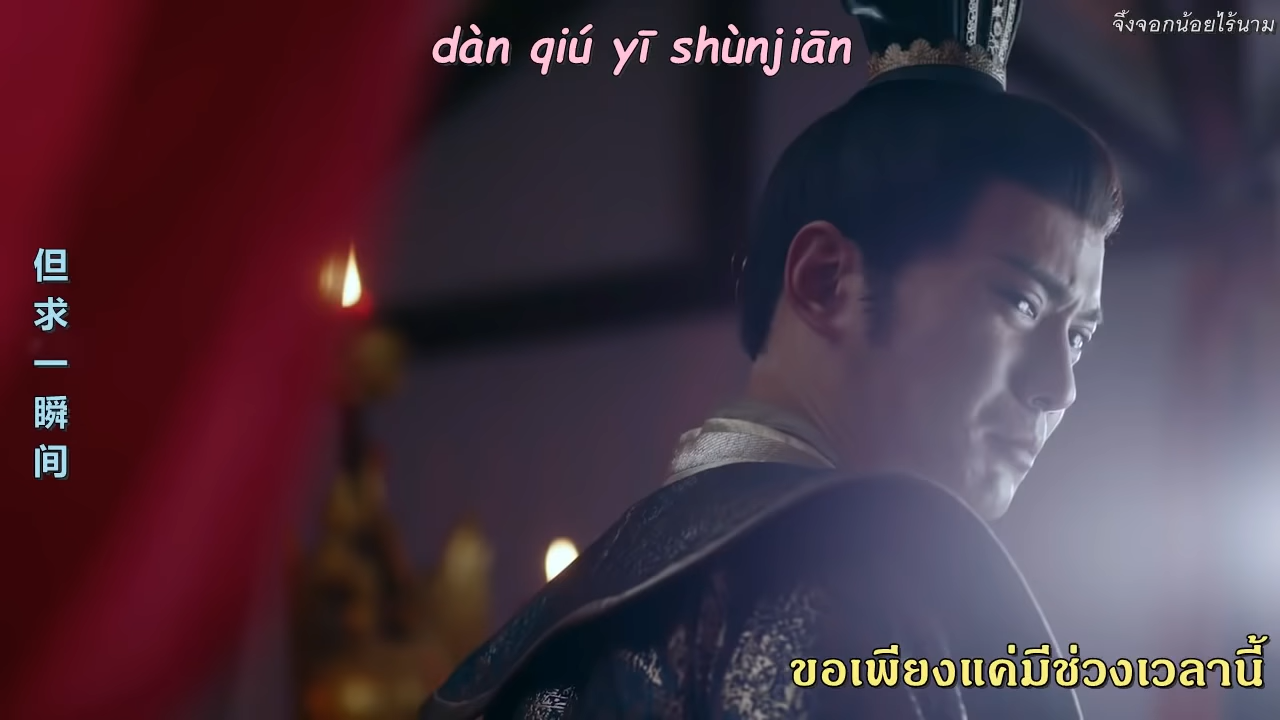 จิ้งจอกน้อยไร้นาม
dàn qiú yī shùnjiān
但求一瞬间
ขอเพียงแค่มีช่วงเวลานี้